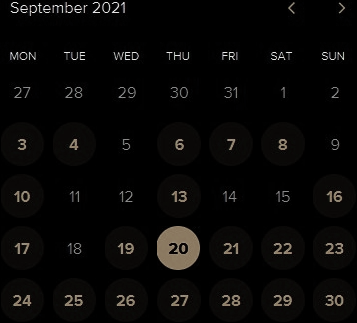 September 2021 < >
MON TUE WED THU FRI SAT SUN
27 28 29 30 31 1 2
3 4 5 6 7 8 9
10 11 12 13 14 15 16
17 18 19 20 21 22 23
24 25 26 27 28 29 30